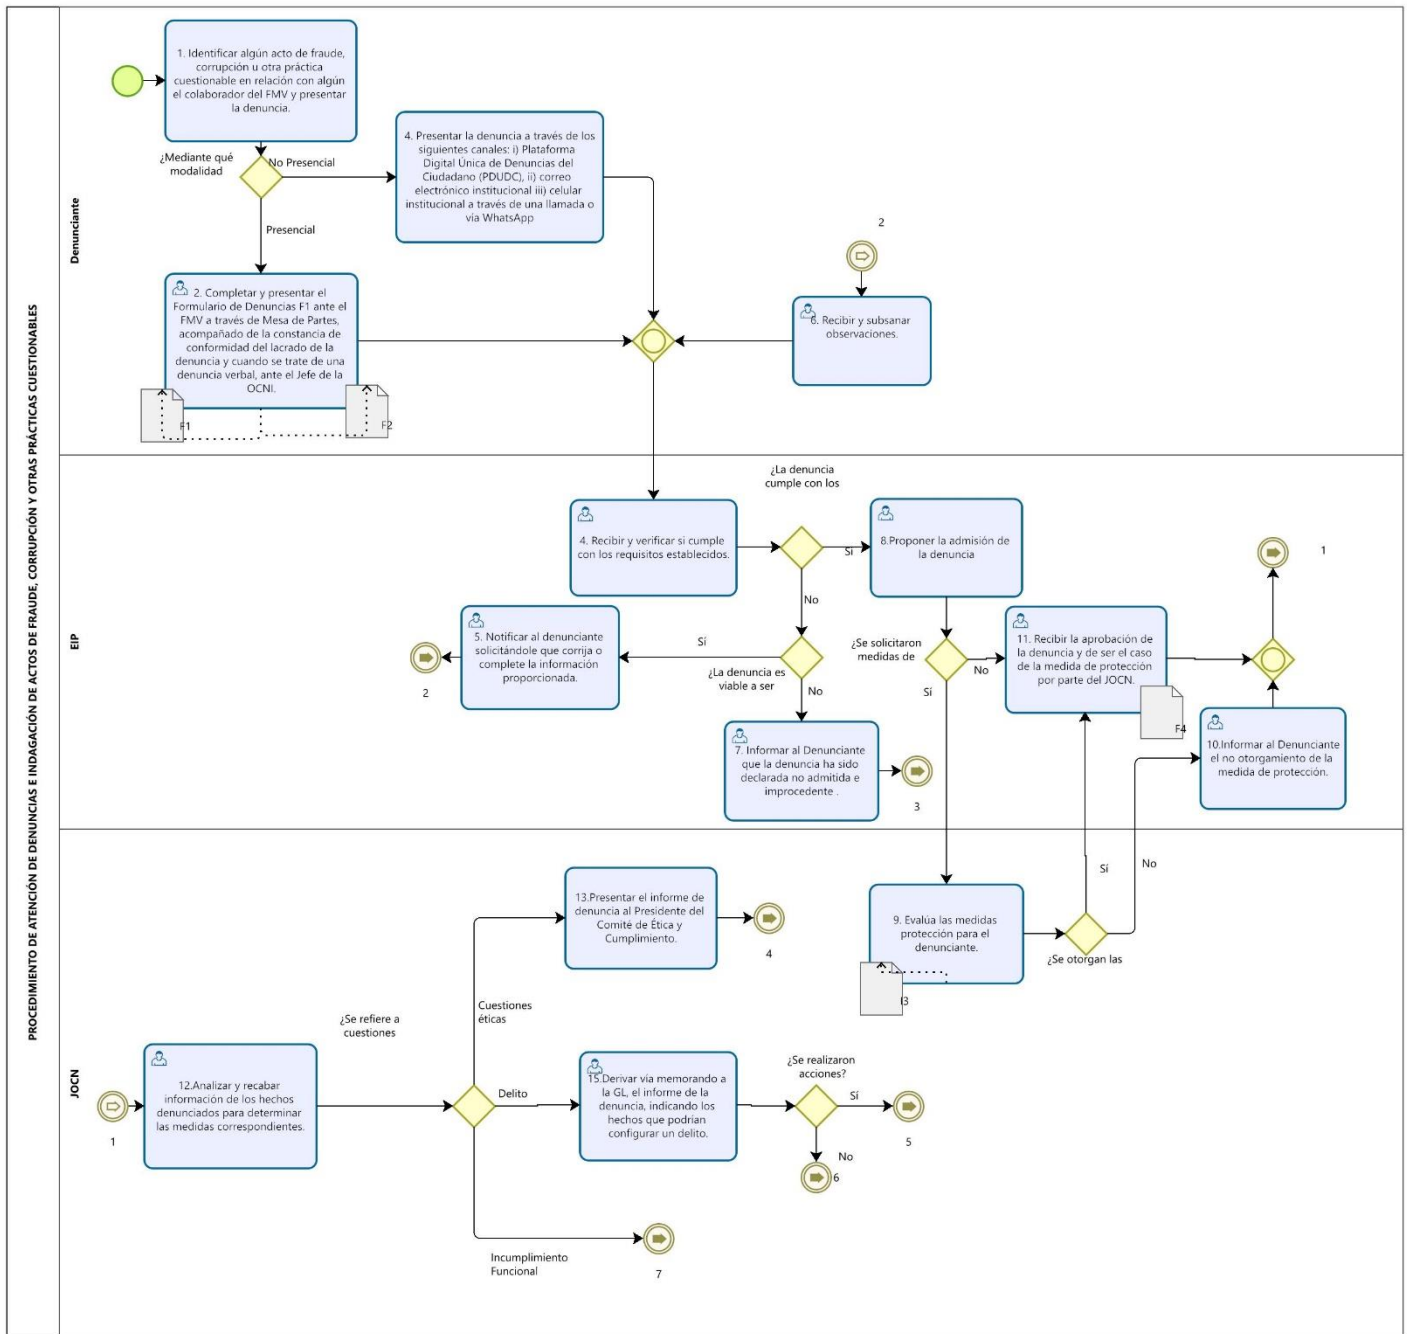 PROCEDIMIENTO DE ATENCIÓN DE DENUNCIAS E INDAGACIÓN DE ACTOS DE FRAUDE, CORRUPCIÓN Y OTRAS PRÁCTICAS CUESTIONABLES
Denunciante
1. Identificar algún acto de fraude,
corrupción u otra práctica
cuestionable en relación con algún
el colaborador del FMV y presentar
la denuncia.
¿Mediante qué
modalidad
No Presencial
Presencial
4. Presentar la denuncia a través de los
siguientes canales: i) Plataforma
Digital Única de Denuncias del
Ciudadano (PDUDC), ii) correo
electrónico institucional iii) celular
institucional a través de una llamada o
vía WhatsApp
2. Completar y presentar el
Formulario de Denuncias F1 ante el
FMV a través de Mesa de Partes,
acompañado de la constancia de
conformidad del lacrado de la
denuncia y cuando se trate de una
denuncia verbal, ante el Jefe de la
OCNI.
F1
F2
2
6. Recibir y subsanar
observaciones.
EIP
4. Recibir y verificar si cumple
con los requisitos establecidos.
¿La denuncia
cumple con los
Sí
No
8.Proponer la admisión de
la denuncia
5. Notificar al denunciante
solicitándole que corrija o
complete la información
proporcionada.
2
Sí
¿La denuncia es
viable a ser
No
7. Informar al Denunciante
que la denuncia ha sido
declarada no admitida e
improcedente .
3
¿Se solicitaron
medidas de
No
Sí
11. Recibir la aprobación de
la denuncia y de ser el caso
de la medida de protección
por parte del JOCN.
F4
1
10.Informar al Denunciante
el no otorgamiento de la
medida de protección.
JOCN
9. Evalúa las medidas
protección para el
denunciante.
¿Se otorgan las
Sí
No
13.Presentar el informe de
denuncia al Presidente del
Comité de Ética y
Cumplimiento.
4
1
12.Analizar y recabar
información de los hechos
denunciados para determinar
las medidas correspondientes.
¿Se refiere a
cuestiones
Cuestiones
éticas
Delito
Incumplimiento
Funcional
15.Derivar vía memorando a
la GL, el informe de la
denuncia, indicando los
hechos que podrían
configurar un delito.
¿Se realizaron
acciones?
Sí
5
No
6
7